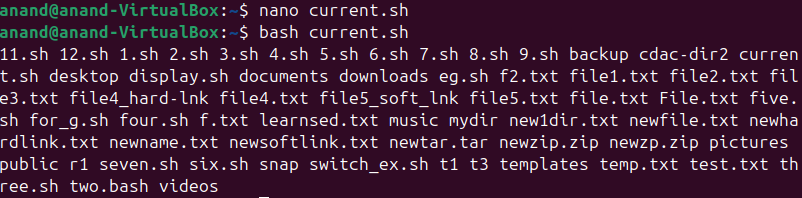 anand@anand-VirtualBox:~$ nano current.sh
anand@anand-VirtualBox:~$ bash current.sh
11.sh 12.sh 1.sh 2.sh 3.sh 4.sh 5.sh 6.sh 7.sh 8.sh 9.sh backup cdac-dir2 curren
t.sh desktop display.sh documents downloads eg.sh f2.txt file1.txt file2.txt fil
e3.txt file4_hard-lnk file4.txt file5_soft_lnk file5.txt file.txt File.txt five.
sh for_g.sh four.sh f.txt learnsed.txt music mydir new1dir.txt newfile.txt newha
rdlink.txt newname.txt newsoftlink.txt newtar.tar newzip.zip newzp.zip pictures
public r1 seven.sh six.sh snap switch_ex.sh t1 t3 templates temp.txt test.txt th
ree.sh two.bash videos